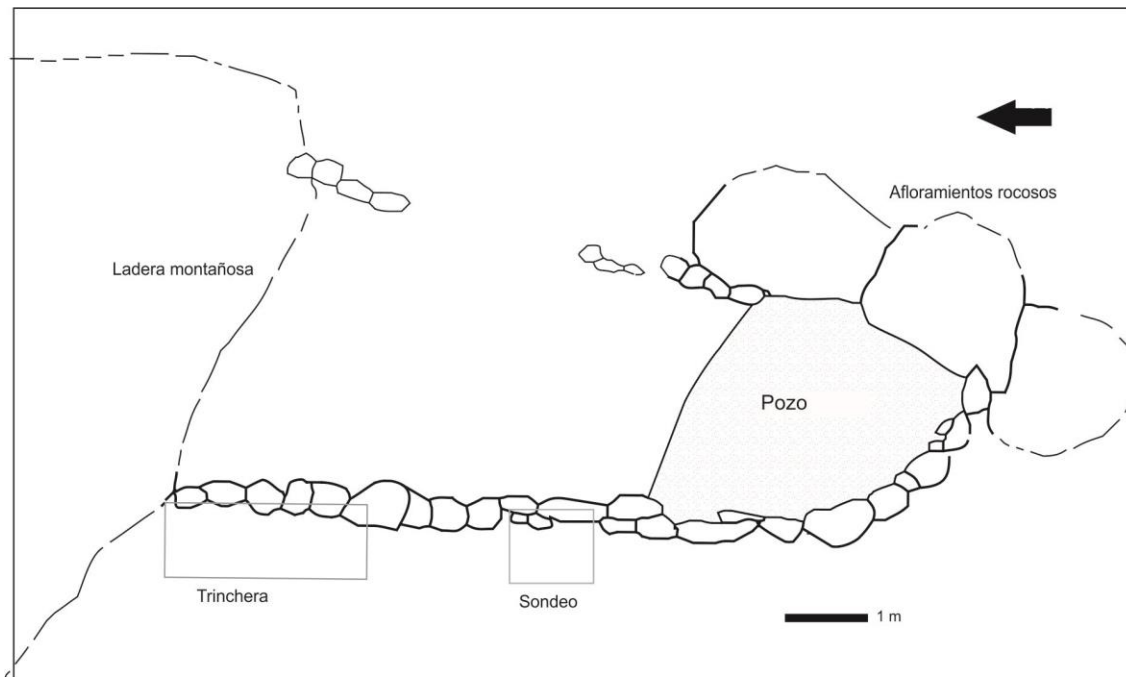 Afloramientos rocosos
Ladera montañosa
Pozo
Trinchera
Sondeo
1 m